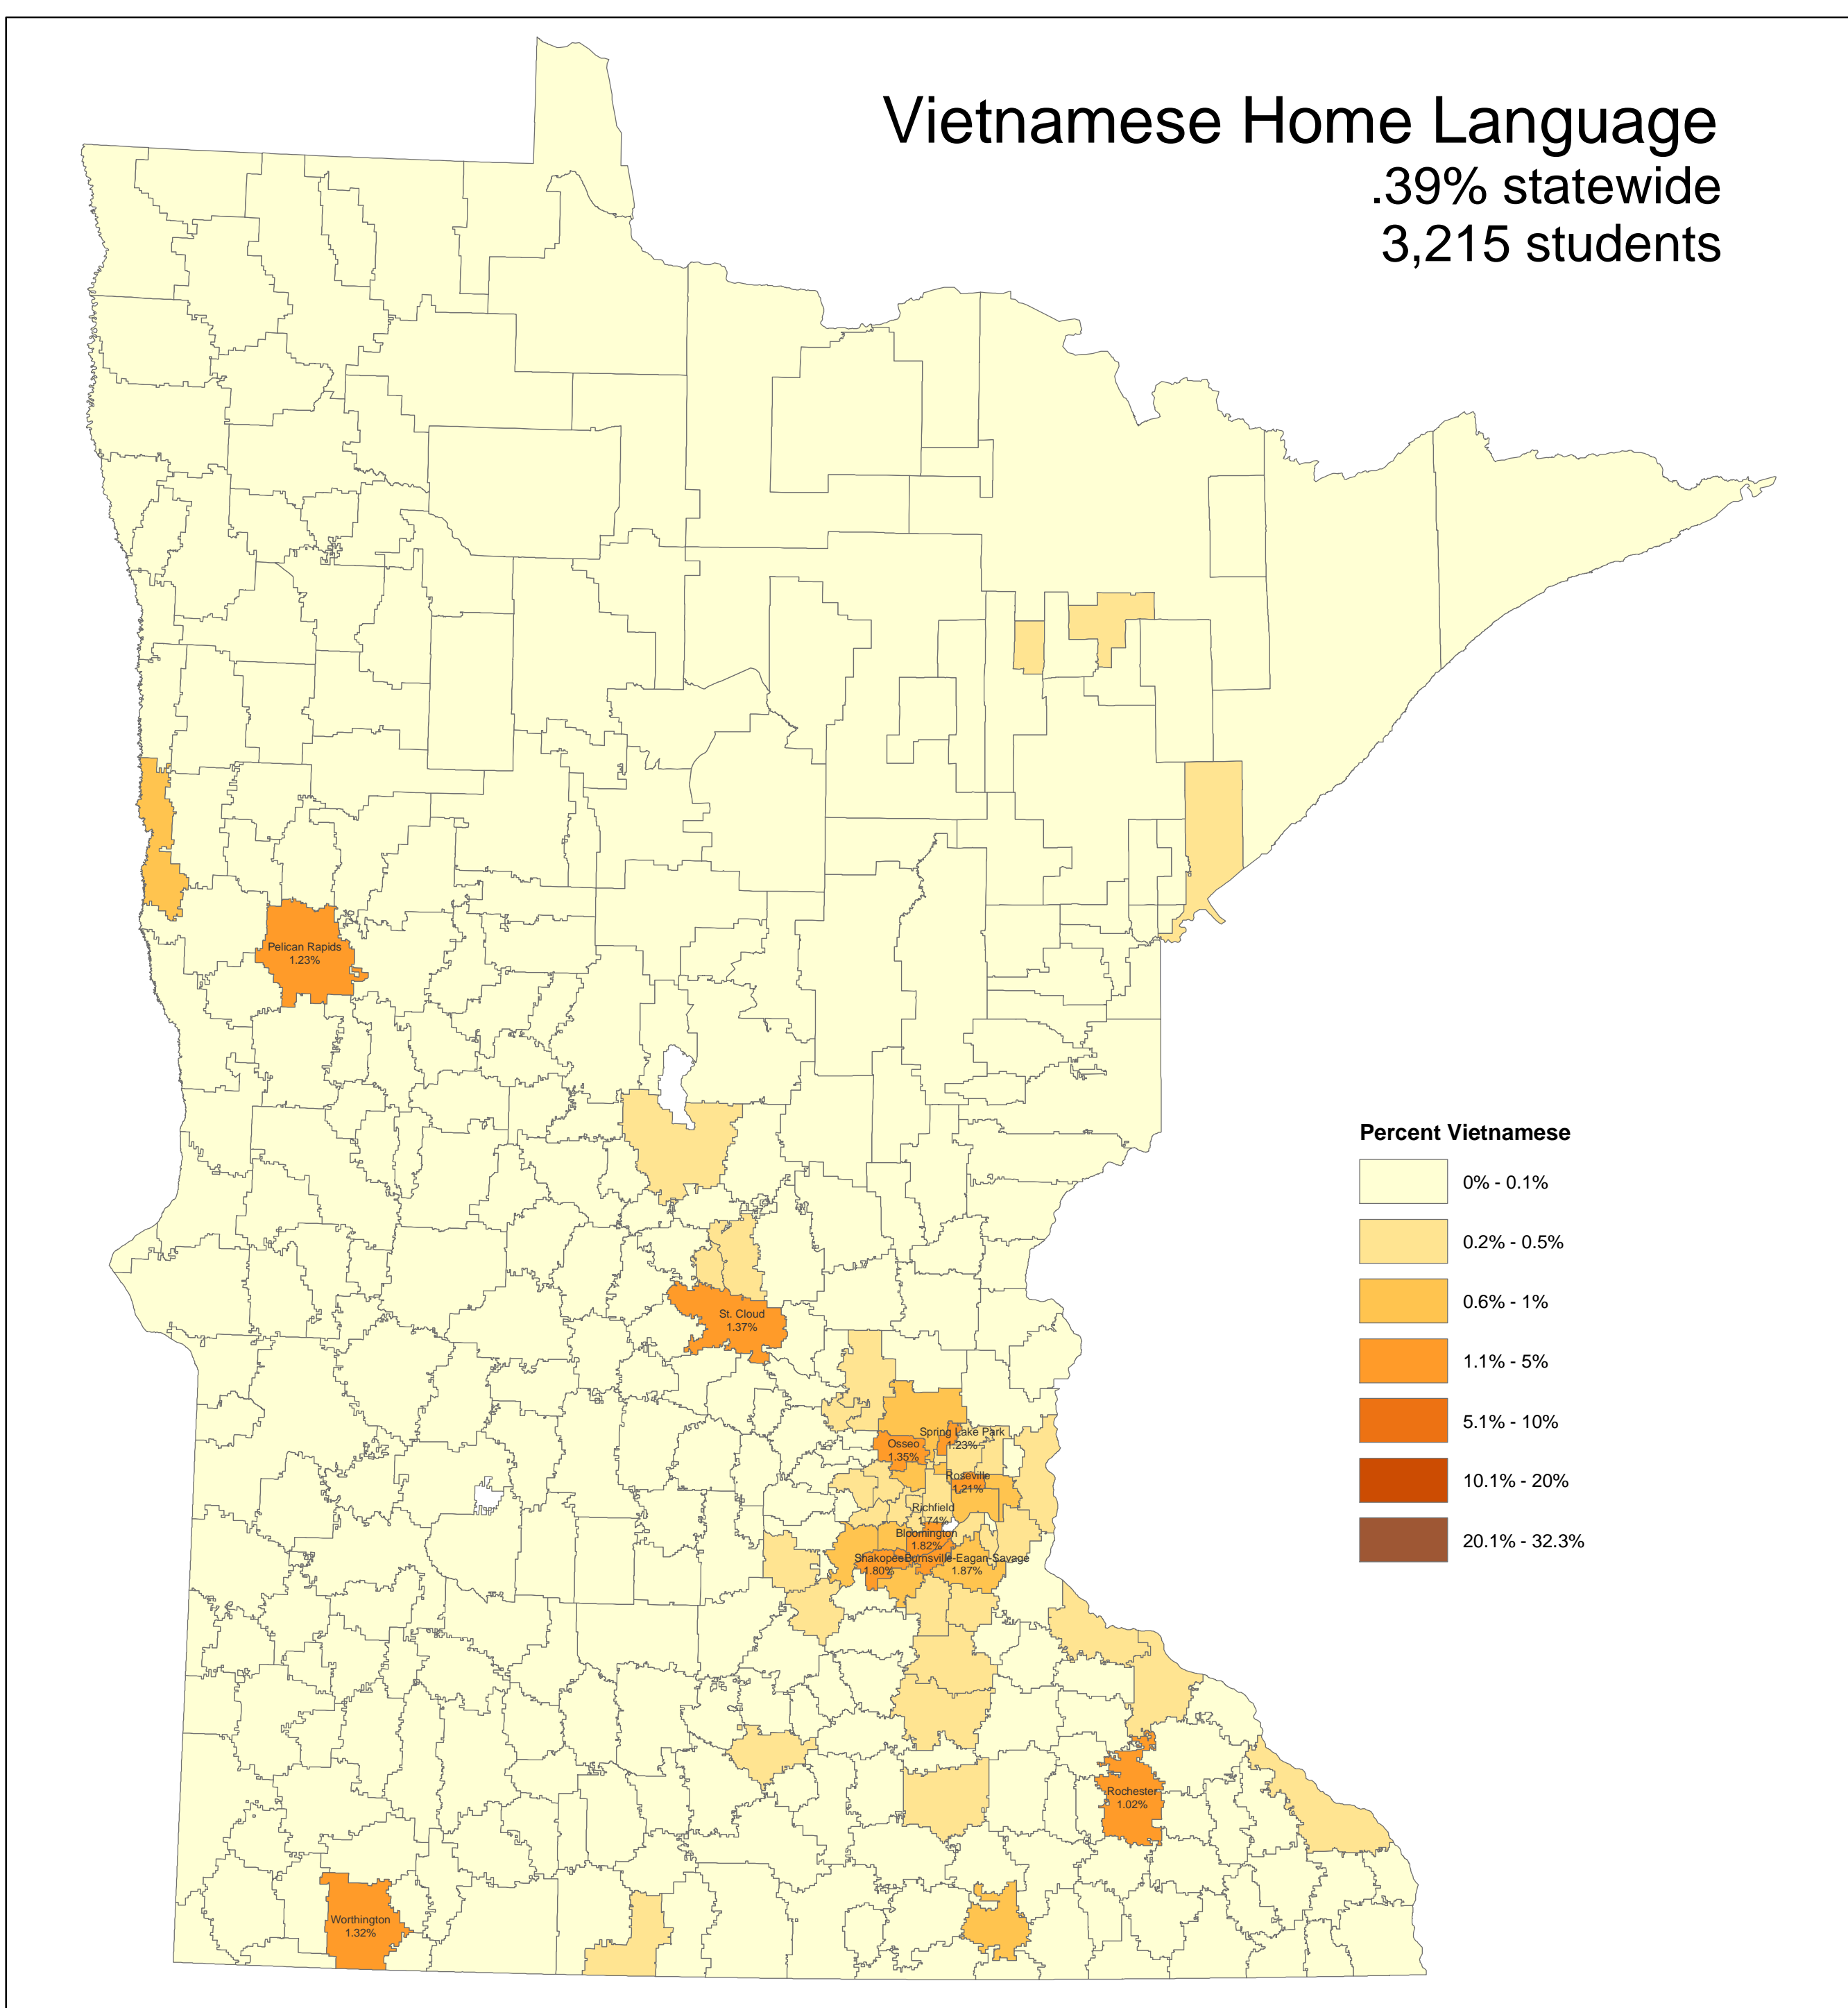 Vietnamese Home Language
.39% statewide
3,215 students
Pelican Rapids
1.23%
Percent Vietnamese
0% - 0.1%
0.2% - 0.5%
0.6% - 1%
1.1% - 5%
5.1% - 10%
10.1% - 20%
20.1% - 32.3%
St. Cloud
1.37%
Spring Lake Park
1.23%
Osseo
1.35%
Roseville
1.21%
Richfield
1.74%
Bloomington
1.82%
Shakopee
1.80%
Burnsville-Eagan-Savage
1.87%
Rochester
1.02%
Worthington
1.32%